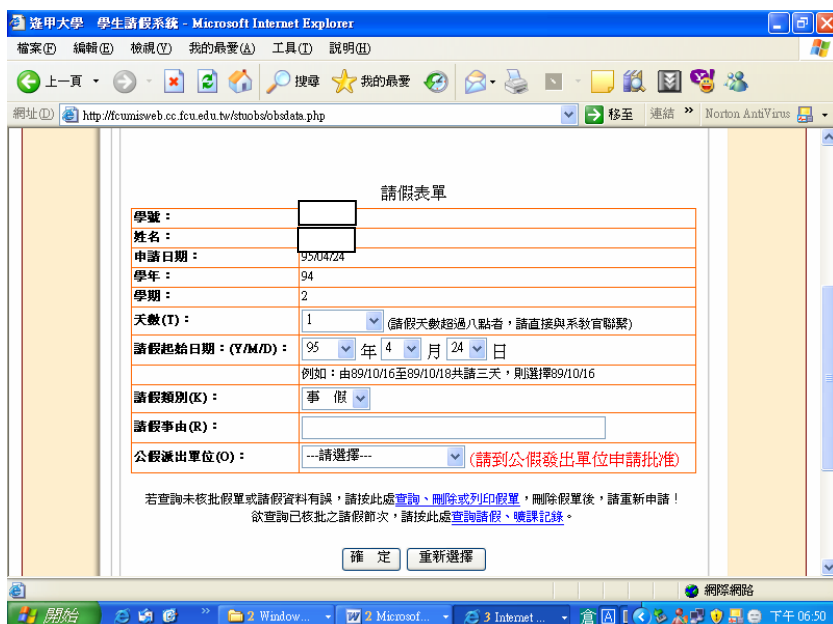 逢甲大學 學生請假系統 - Microsoft Internet Explorer
檔案(F) 編輯(E) 檢視(V) 我的最愛(A) 工具(T) 說明(H)
上一頁 搜尋 我的最愛
網址(D) http://fcumisweb.cc.fcu.edu.tw/stuobs/obsdata.php 移至 連結 » Norton AntiVirus
請假表單
學號：
姓名：
申請日期： 95/04/24
學年： 94
學期： 2
天數(T)： 1 (請假天數超過八點者，請直接與系教官聯繫)
請假起始日期：(Y/M/D)： 95 年 4 月 24 日
例如：由89/10/16至89/10/18共請三天，則選擇89/10/16
請假類別(K)： 事 假
請假事由(R)：
公假派出單位(O)： ---請選擇--- (請到公假發出單位申請批准)
若查詢未核批假單或請假資料有誤，請按此處查詢、刪除或列印假單，刪除假單後，請重新申請！
欲查詢已核批之請假節次，請按此處查詢請假、曠課記錄。
確 定 重新選擇
網際網路
開始 » 2 Window... 2 Microsof... 3 Internet ... 倉 A 下午 06:50